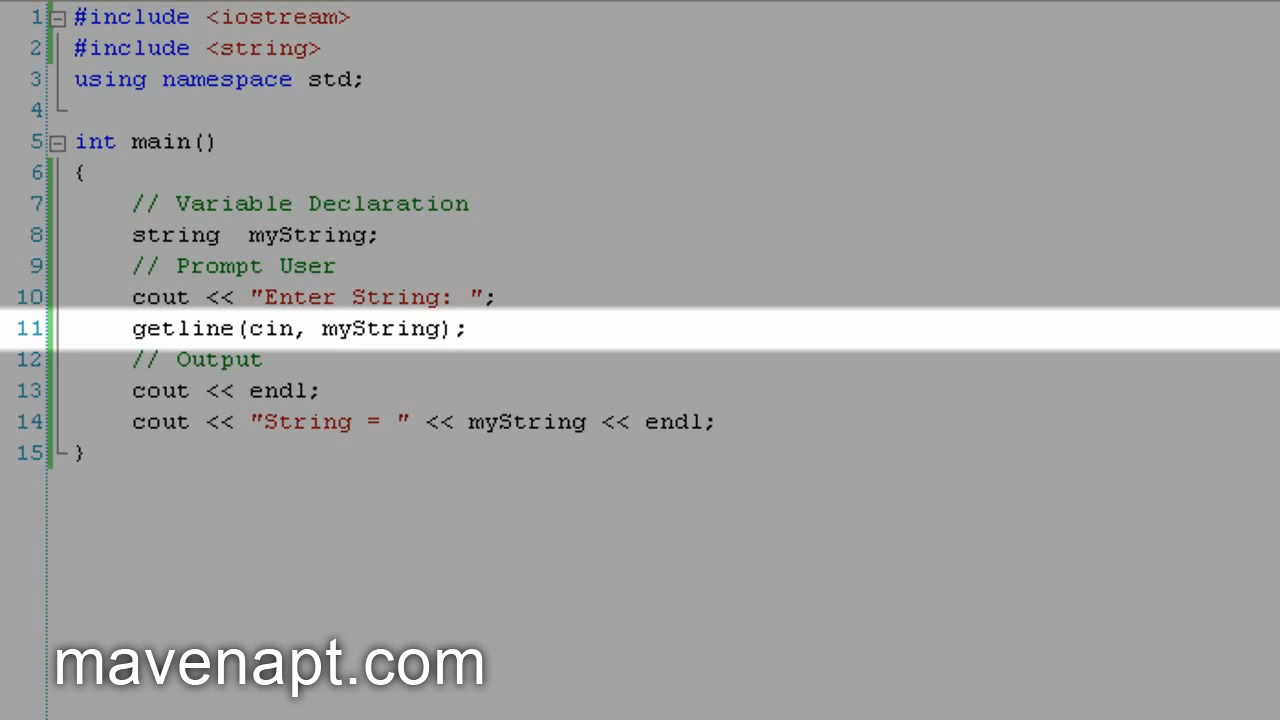 1 #include <iostream>
2 #include <string>
3 using namespace std;
4
5 int main()
6 {
7 // Variable Declaration
8 string  myString;
9 // Prompt User
10 cout << "Enter String: ";
11 getline(cin, myString);
12 // Output
13 cout << endl;
14 cout << "String = " << myString << endl;
15 }
mavenapt.com